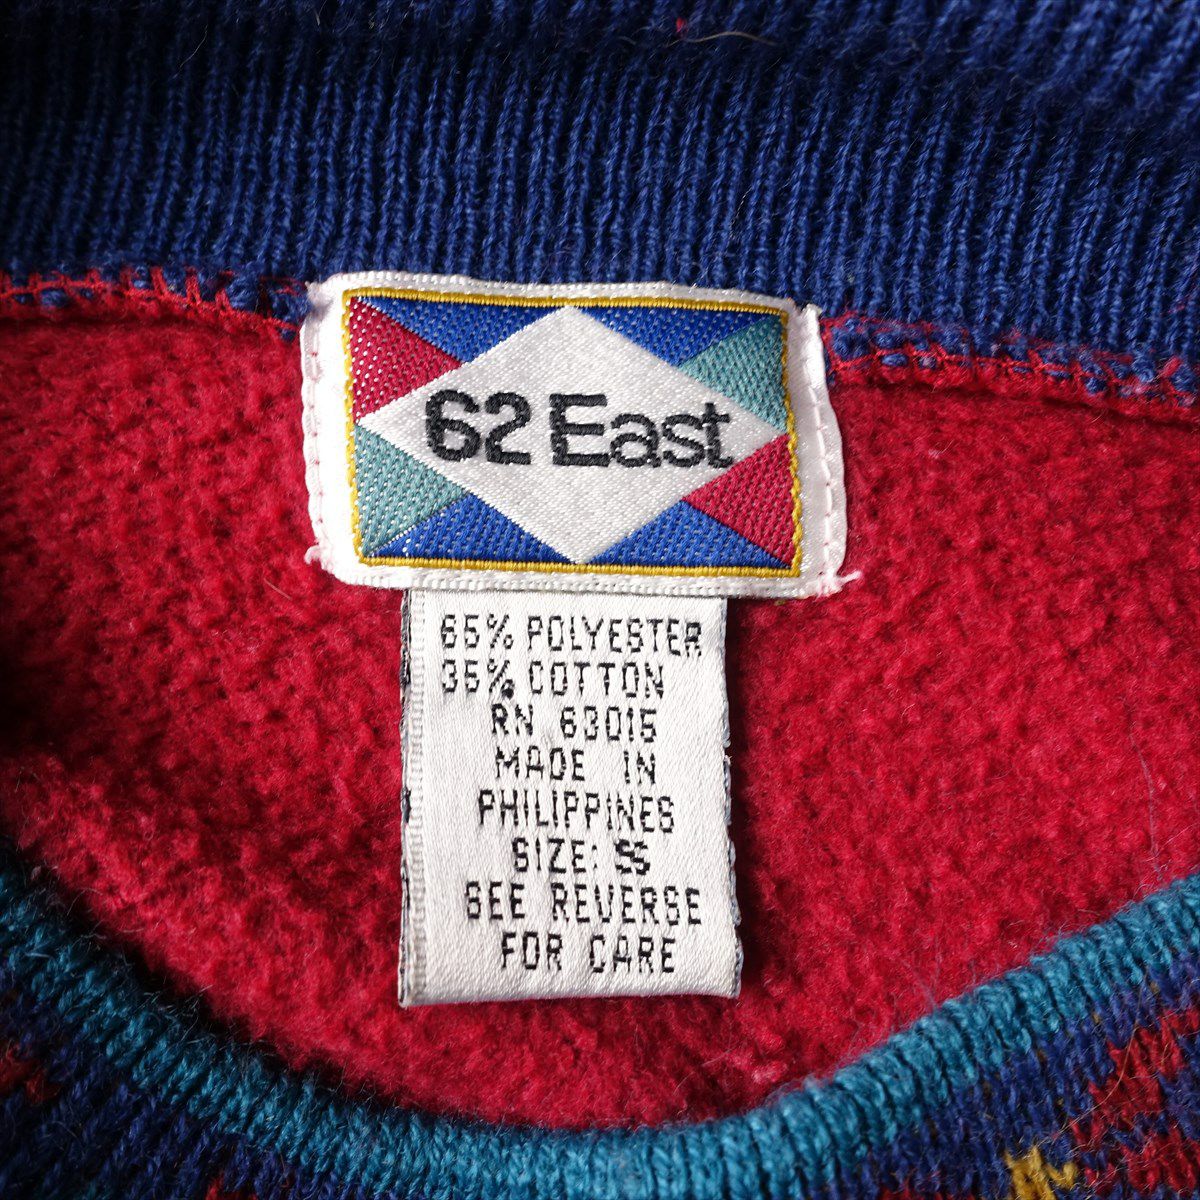 62 East
65% POLYESTER
35% COTTON
RN 63015
MADE IN
PHILIPPINES
SIZE: S
SEE REVERSE
FOR CARE